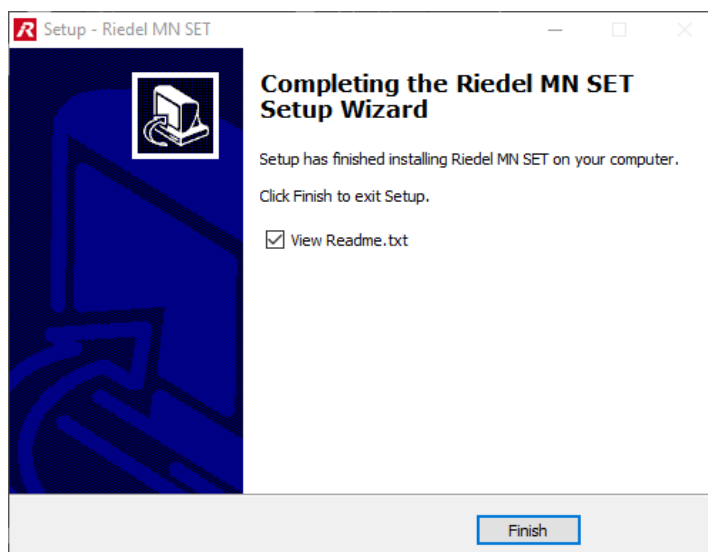 Setup - Riedel MN SET
Completing the Riedel MN SET
Setup Wizard
Setup has finished installing Riedel MN SET on your computer.
Click Finish to exit Setup.
View Readme.txt
Finish